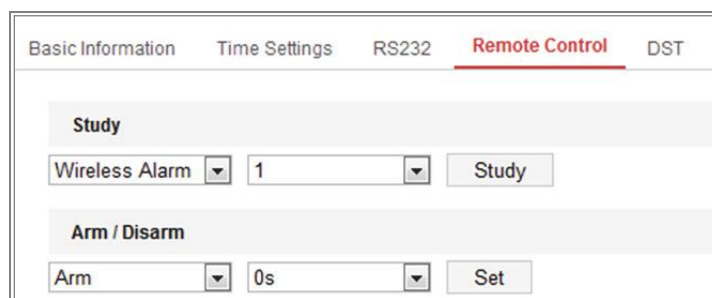 Basic Information Time Settings RS232 Remote Control DST
Study
Wireless Alarm 1 Study
Arm / Disarm
Arm 0s Set